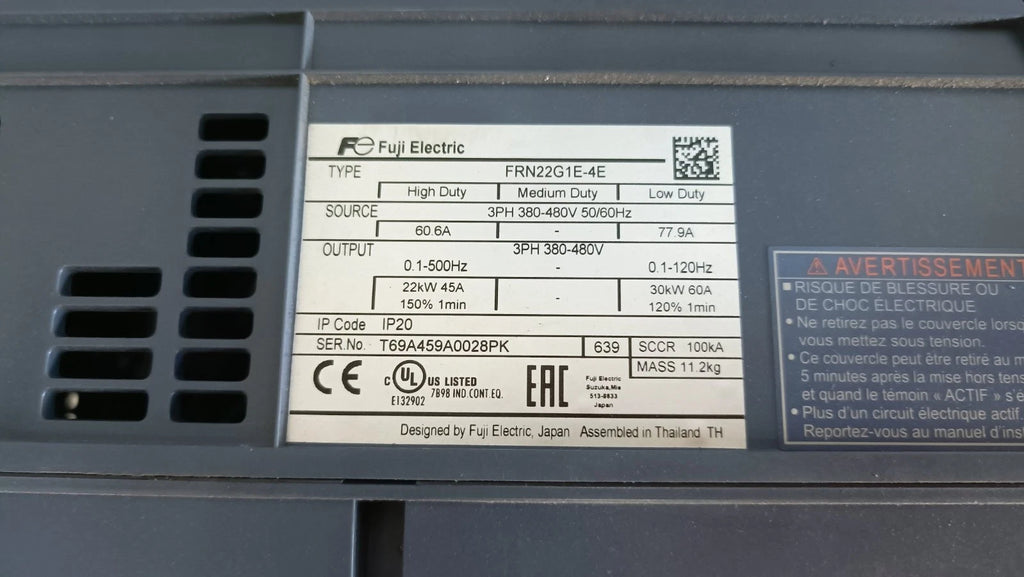 Fe Fuji Electric
TYPE FRN22G1E-4E
High Duty Medium Duty Low Duty
SOURCE 3PH 380-480V 50/60Hz
60.6A - 77.9A
OUTPUT 3PH 380-480V
0.1-500Hz - 0.1-120Hz
22kW 45A - 30kW 60A
150% 1min 120% 1min
IP Code IP20
SER.No. T69A459A0028PK 639 SCCR 100kA
MASS 11.2kg
CE c UL US LISTED
7B98 IND.CONT.EQ.
E132902
EAC
Fuji Electric
Suzuka,Mie
513-8633
Japan
Designed by Fuji Electric, Japan Assembled in Thailand TH
AVERTISSEMENT
RISQUE DE BLESSURE OU
DE CHOC ÉLECTRIQUE
• Ne retirez pas le couvercle
vous mettez sous tension.
• Ce couvercle peut être retiré au
5 minutes après la mise hors
et quand le témoin « ACTIF »
• Plus d'un circuit électrique actif.
Reportez-vous au manuel